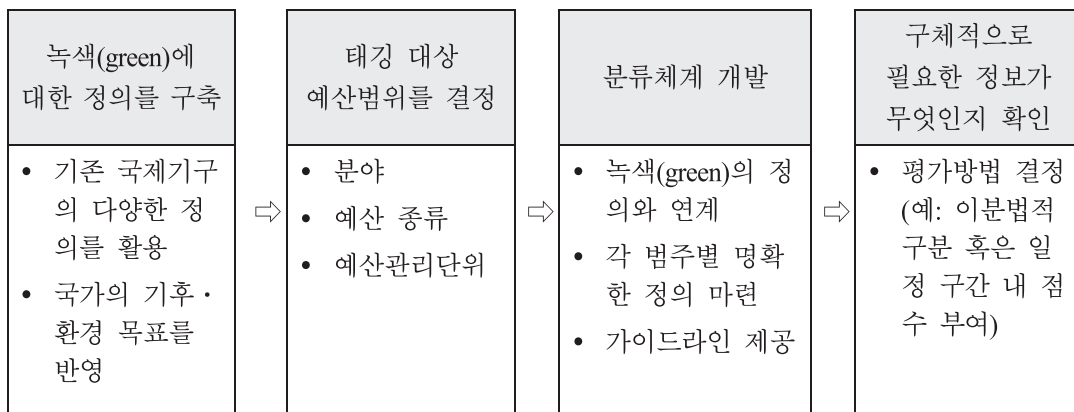 녹색(green)에
대한 정의를 구축
• 기존 국제기구
의 다양한 정
의를 활용
• 국가의 기후·
환경 목표를
반영
⇨
태깅 대상
예산범위를 결정
• 분야
• 예산 종류
• 예산관리단위
⇨
분류체계 개발
• 녹색(green)의 정
의와 연계
• 각 범주별 명확
한 정의 마련
• 가이드라인 제공
⇨
구체적으로
필요한 정보가
무엇인지 확인
• 평가방법 결정
(예: 이분법적
구분 혹은 일
정 구간 내 점
수 부여)